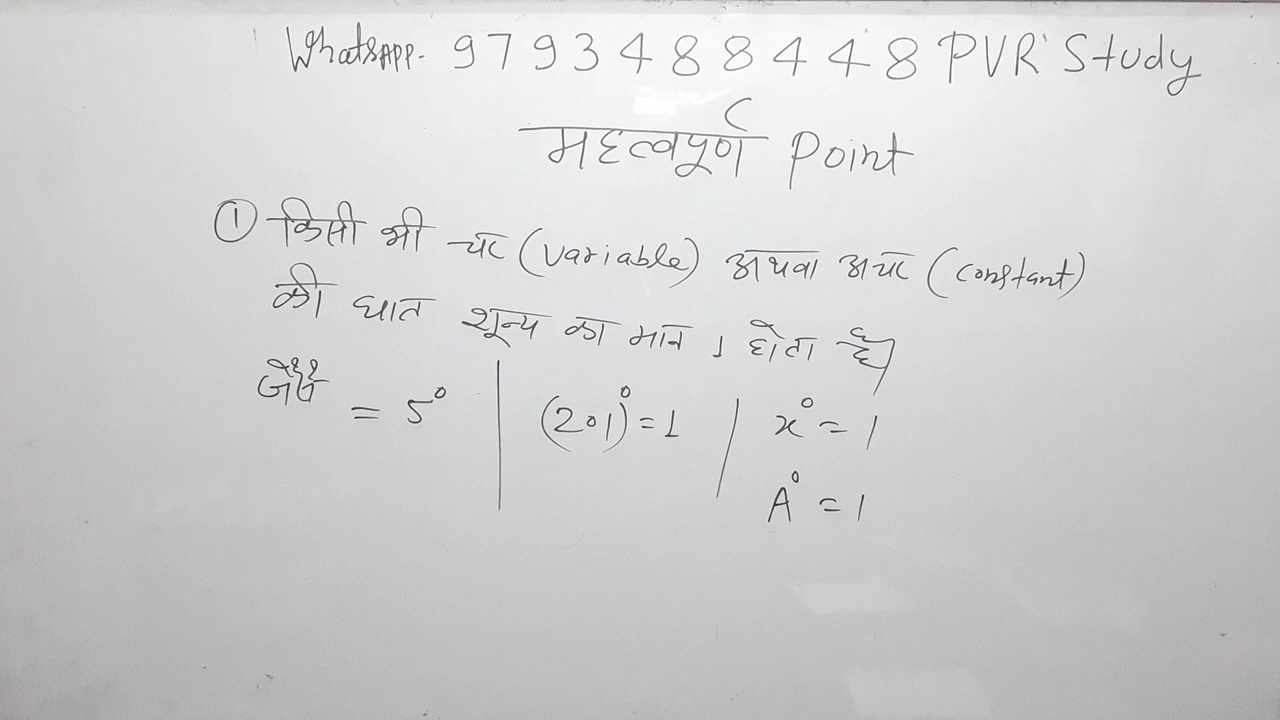 WhatsAPP- 9793488448 PVR Study
महत्वपूर्ण Point
① किसी भी चर (variable) अथवा अचर (constant)
की घात शून्य का मान 1 होता है।
जैसे = 5⁰ | (201)⁰ = 1 | x⁰ = 1
A⁰ = 1